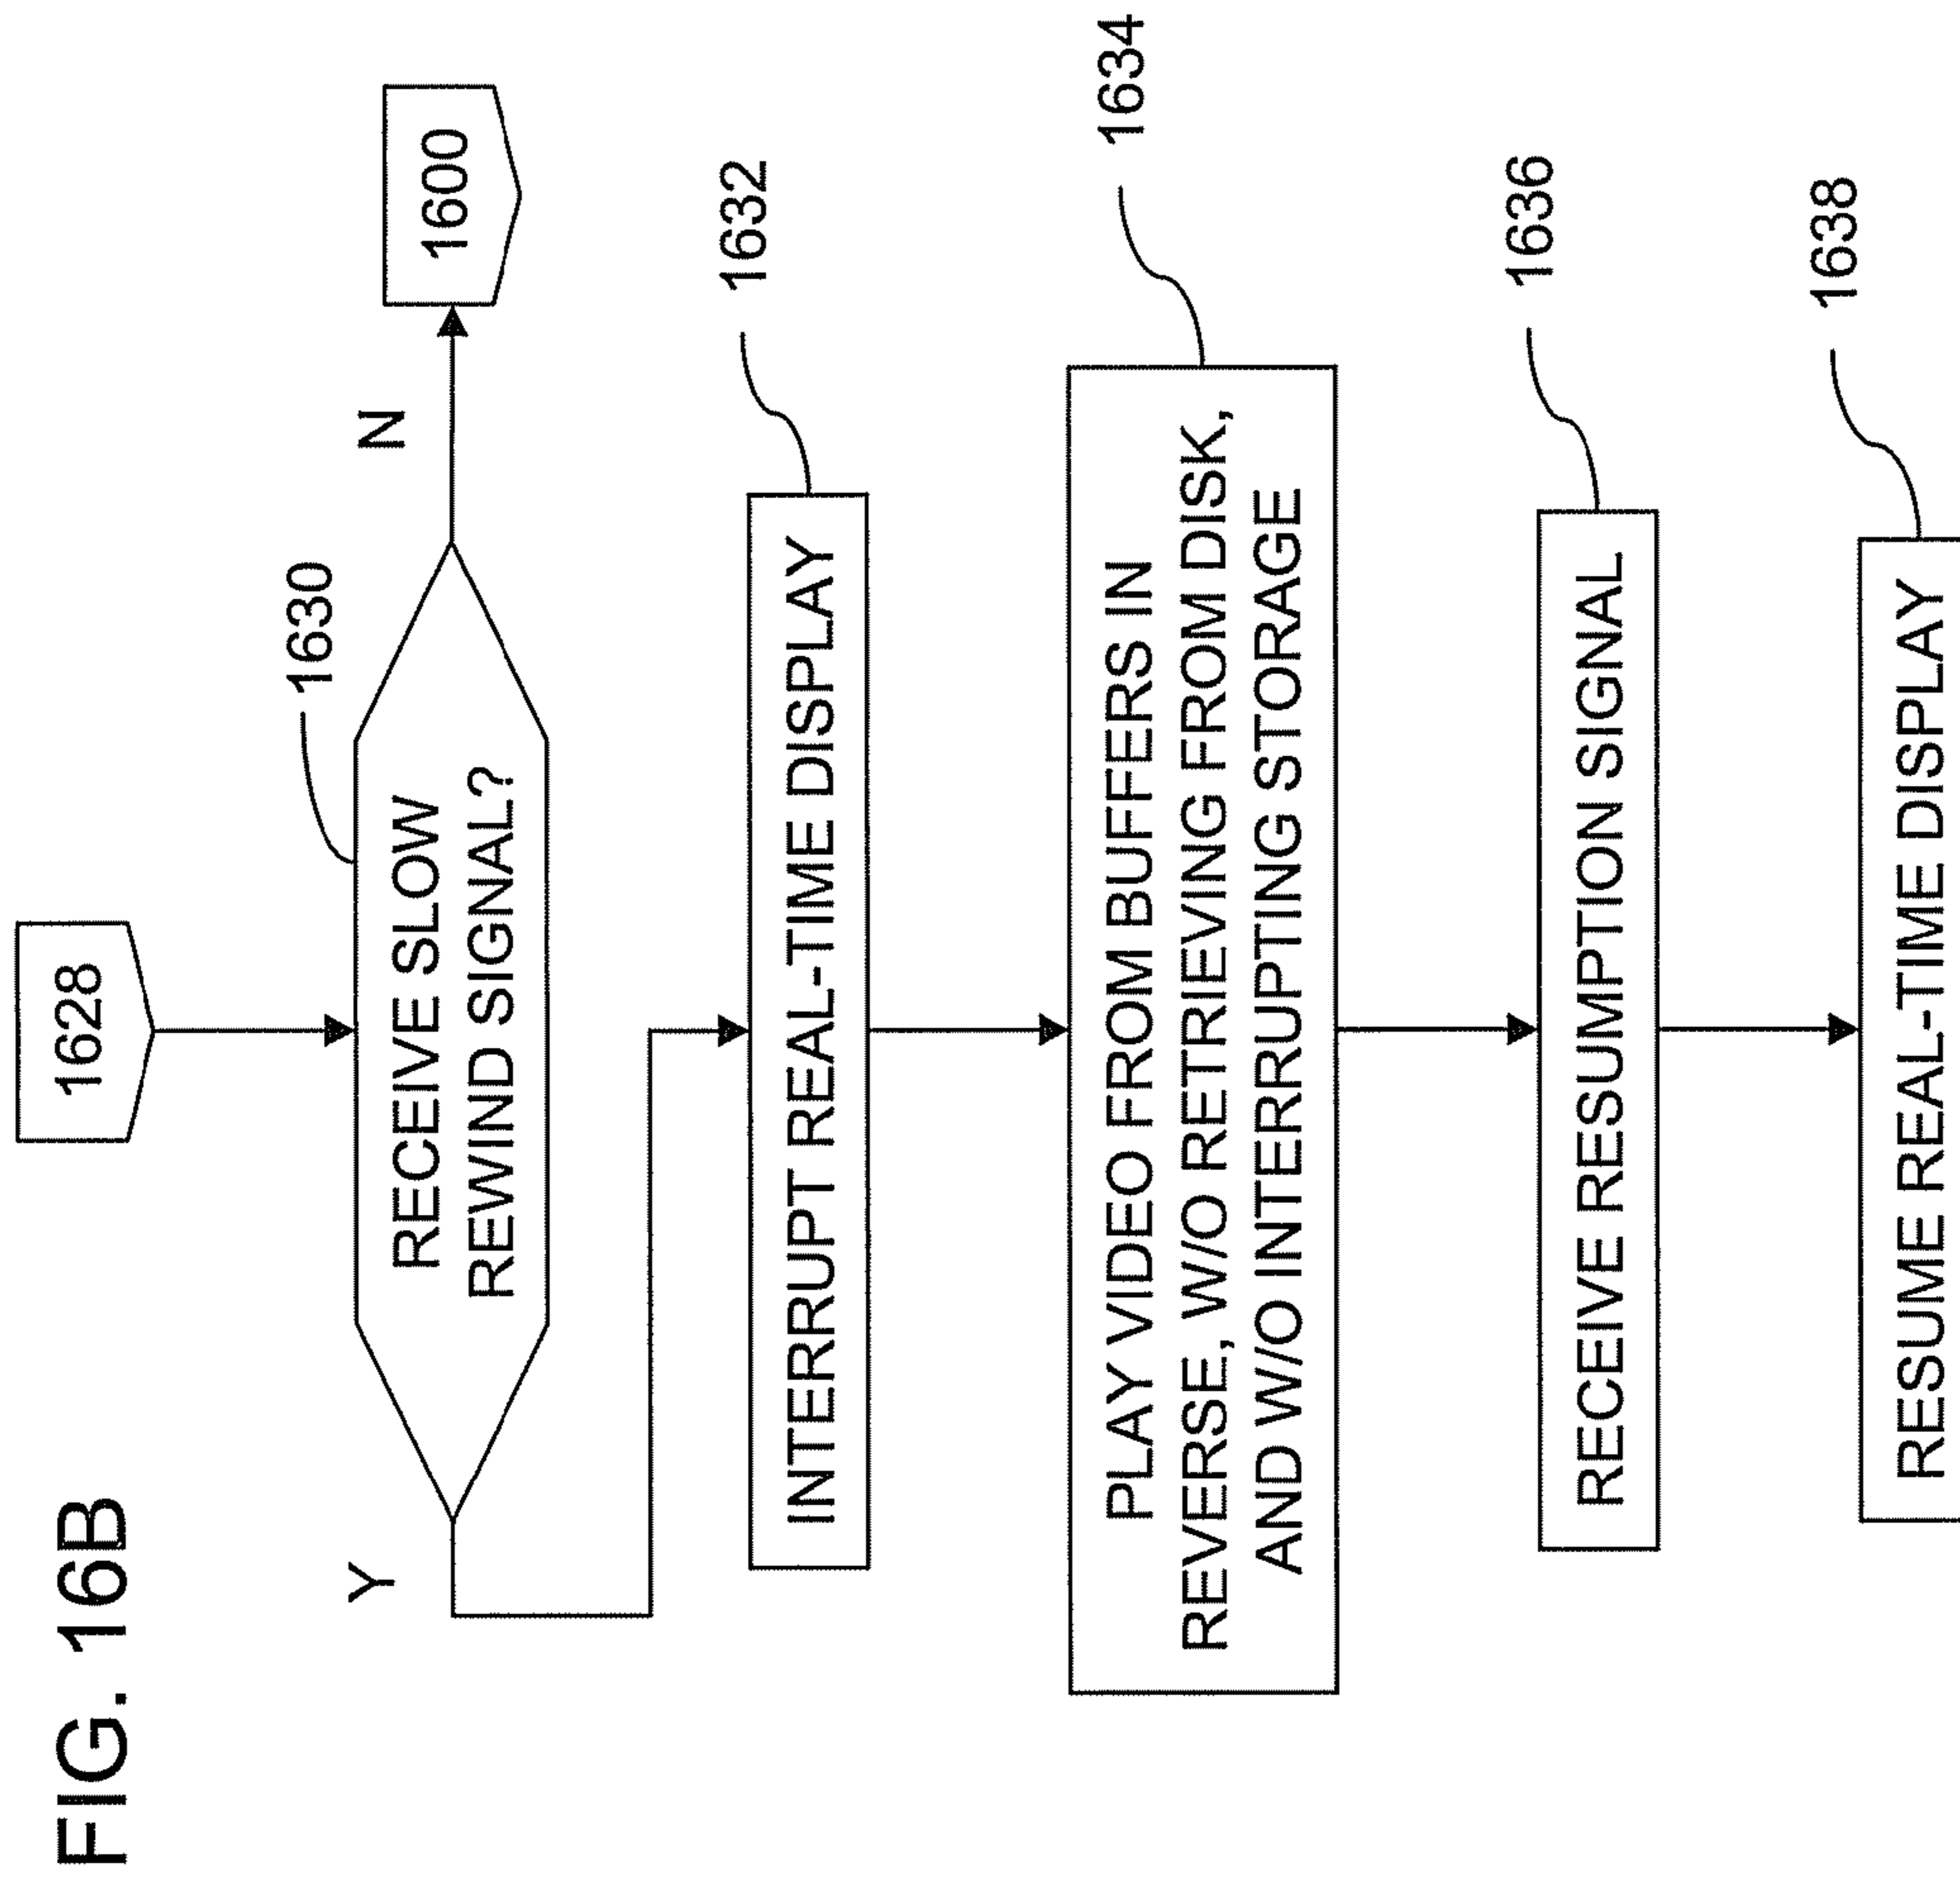 FIG. 16B
1628
1630
RECEIVE SLOW
REWIND SIGNAL?
Y
N
1600
1632
INTERRUPT REAL-TIME DISPLAY
1634
PLAY VIDEO FROM BUFFERS IN
REVERSE, W/O RETRIEVING FROM DISK,
AND W/O INTERRUPTING STORAGE
1636
RECEIVE RESUMPTION SIGNAL
1638
RESUME REAL-TIME DISPLAY